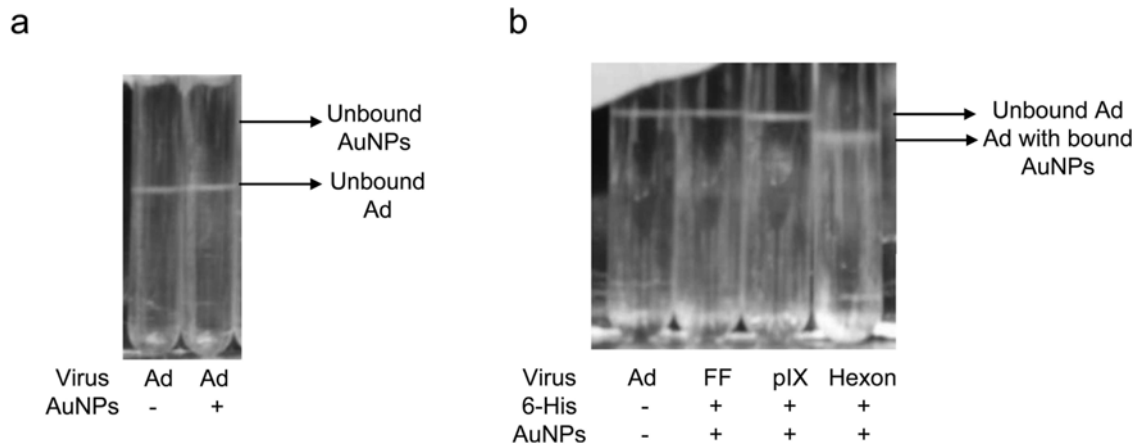 a
Unbound
AuNPs
Unbound
Ad
Virus Ad Ad
AuNPs - +
b
Unbound Ad
Ad with bound
AuNPs
Virus Ad FF pIX Hexon
6-His - + + +
AuNPs - + + +